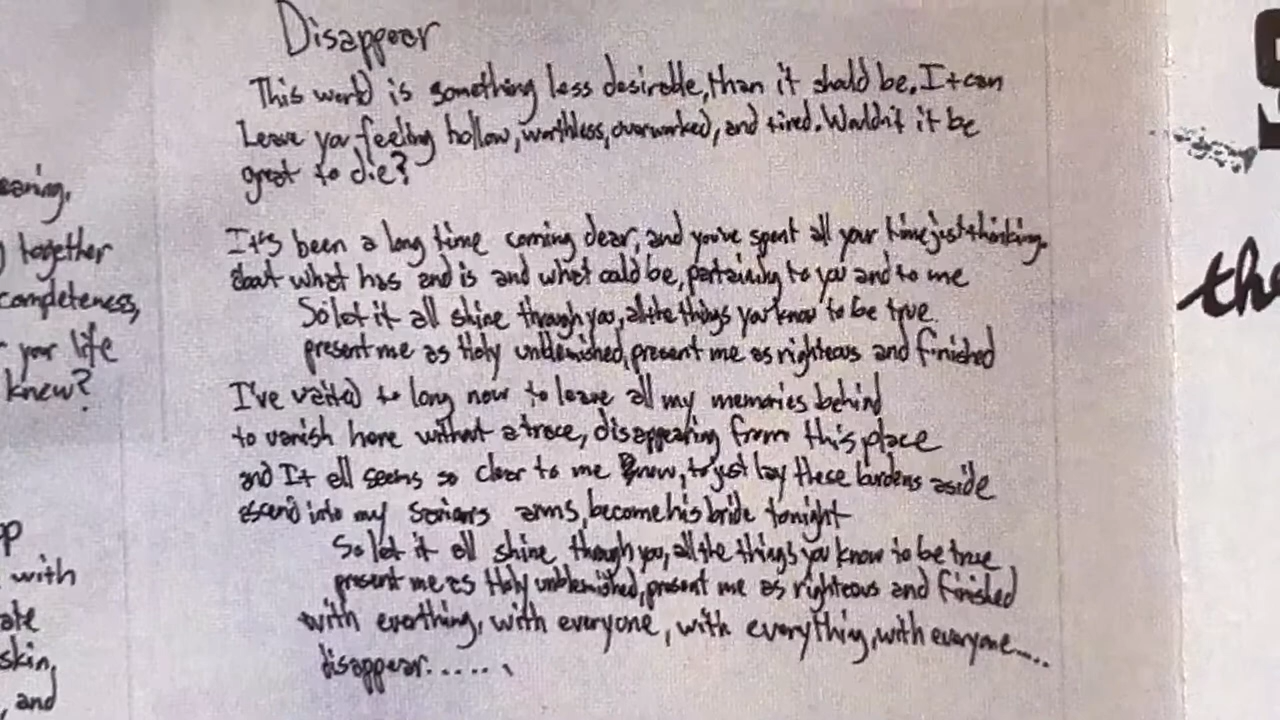 Disappear
This world is something less desirable, than it should be. It can
Leave you feeling hollow, worthless, overworked, and tired. Wouldn't it be
great to die?
It's been a long time coming dear, and you've spent all your time just thinking.
about what has and is and what could be, pertaining to you and to me
So let it all shine through you, all the things you know to be true.
present me as Holy unblemished, present me as righteous and finished
I've waited to long now to leave all my memories behind
to vanish here without a trace, disappearing from this place
and It all seems so clear to me now, to just lay these burdens aside
ascend into my saviors arms, become his bride tonight
So let it all shine though you, all the things you know to be true
present me as Holy unblemished, present me as righteous and finished
with everthing, with everyone, with everything, with everyone....
disappear......
eaning,
together
completeness,
your life
knew?
with
skin,
, and
the